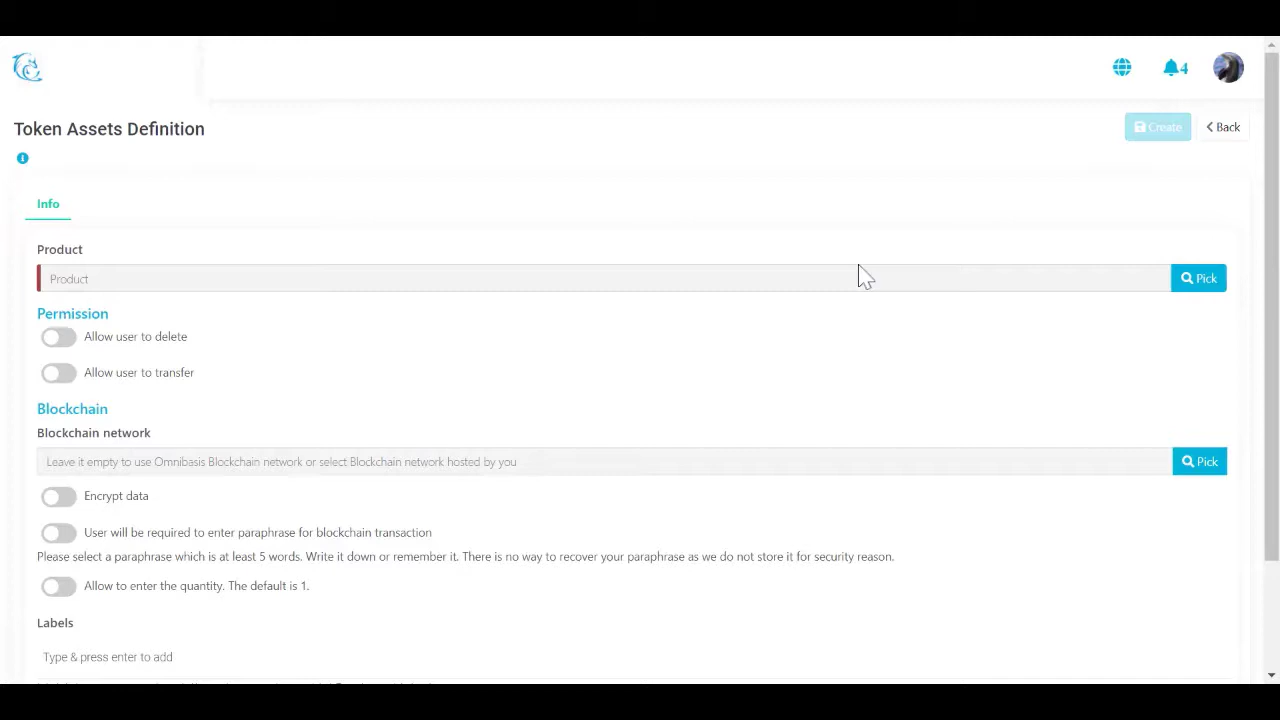 4
Token Assets Definition
Create
Back
Info
Product
Product
Pick
Permission
Allow user to delete
Allow user to transfer
Blockchain
Blockchain network
Leave it empty to use Omnibasis Blockchain network or select Blockchain network hosted by you
Pick
Encrypt data
User will be required to enter paraphrase for blockchain transaction
Please select a paraphrase which is at least 5 words. Write it down or remember it. There is no way to recover your paraphrase as we do not store it for security reason.
Allow to enter the quantity. The default is 1.
Labels
Type & press enter to add